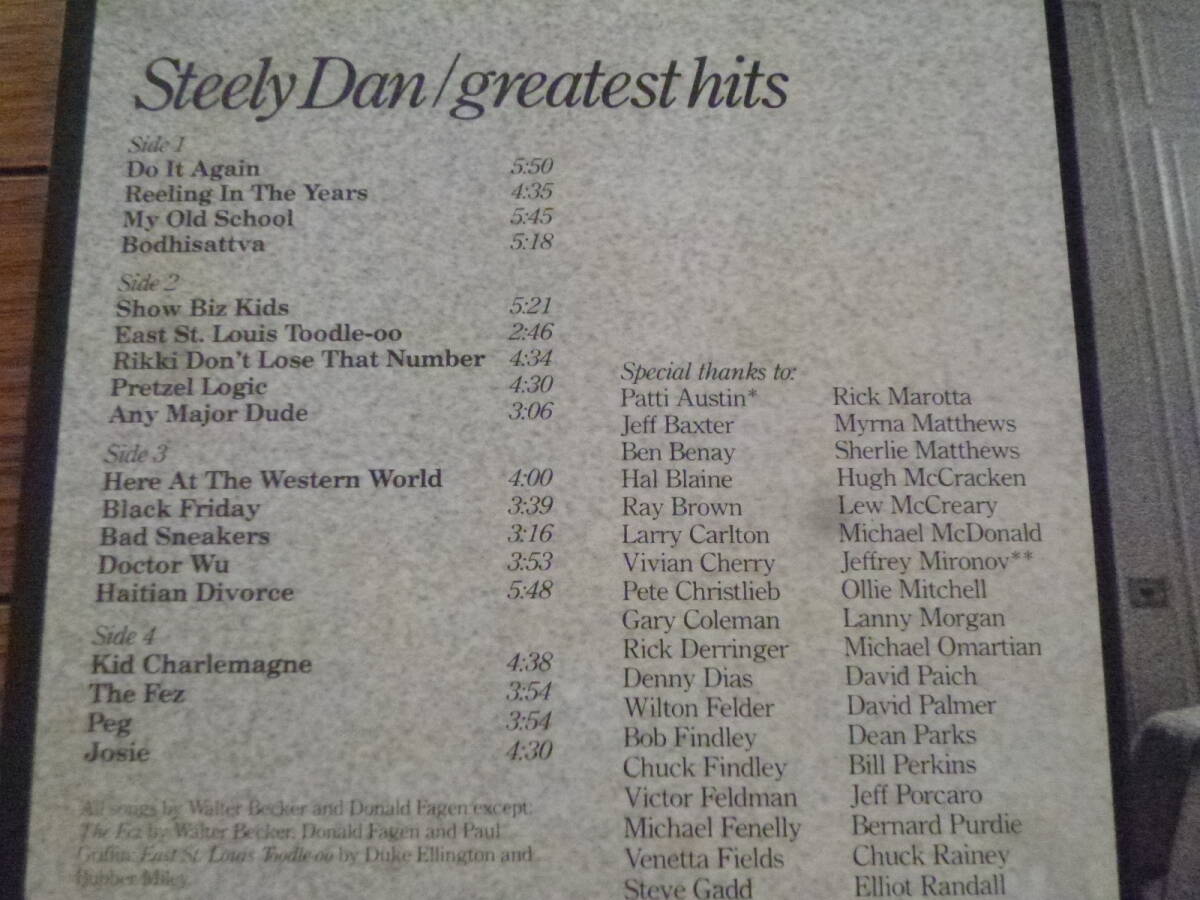 Steely Dan/greatest hits
Side 1
Do It Again 5:50
Reeling In The Years 4:35
My Old School 5:45
Bodhisattva 5:18
Side 2
Show Biz Kids 5:21
East St. Louis Toodle-oo 2:46
Rikki Don't Lose That Number 4:34
Pretzel Logic 4:30
Any Major Dude 3:06
Side 3
Here At The Western World 4:00
Black Friday 3:39
Bad Sneakers 3:16
Doctor Wu 3:53
Haitian Divorce 5:48
Side 4
Kid Charlemagne 4:38
The Fez 3:54
Peg 3:54
Josie 4:30
All songs by Walter Becker and Donald Fagen except:
The Fez by Walter Becker, Donald Fagen and Paul
Griffin; East St. Louis Toodle-oo by Duke Ellington and
Bubber Miley.
Special thanks to:
Patti Austin*
Jeff Baxter
Ben Benay
Hal Blaine
Ray Brown
Larry Carlton
Vivian Cherry
Pete Christlieb
Gary Coleman
Rick Derringer
Denny Dias
Wilton Felder
Bob Findley
Chuck Findley
Victor Feldman
Michael Fenelly
Venetta Fields
Steve Gadd
Rick Marotta
Myrna Matthews
Sherlie Matthews
Hugh McCracken
Lew McCreary
Michael McDonald
Jeffrey Mironov**
Ollie Mitchell
Lanny Morgan
Michael Omartian
David Paich
David Palmer
Dean Parks
Bill Perkins
Jeff Porcaro
Bernard Purdie
Chuck Rainey
Elliot Randall